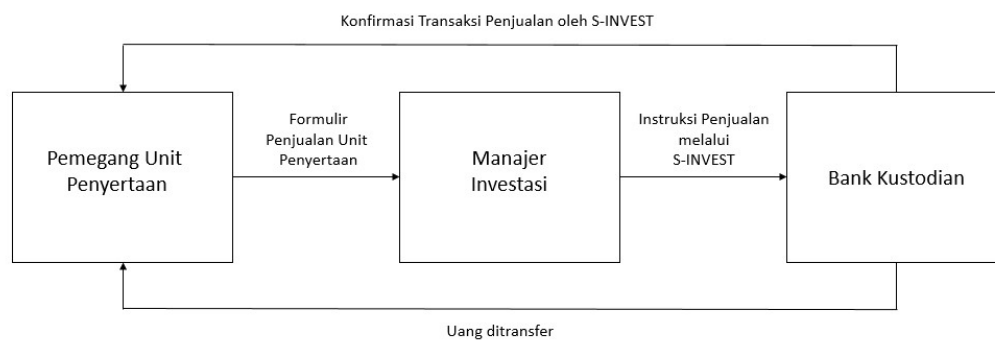 Konfirmasi Transaksi Penjualan oleh S-INVEST
Pemegang Unit
Penyertaan
Formulir
Penjualan Unit
Penyertaan
Manajer
Investasi
Instruksi Penjualan
melalui
S-INVEST
Bank Kustodian
Uang ditransfer